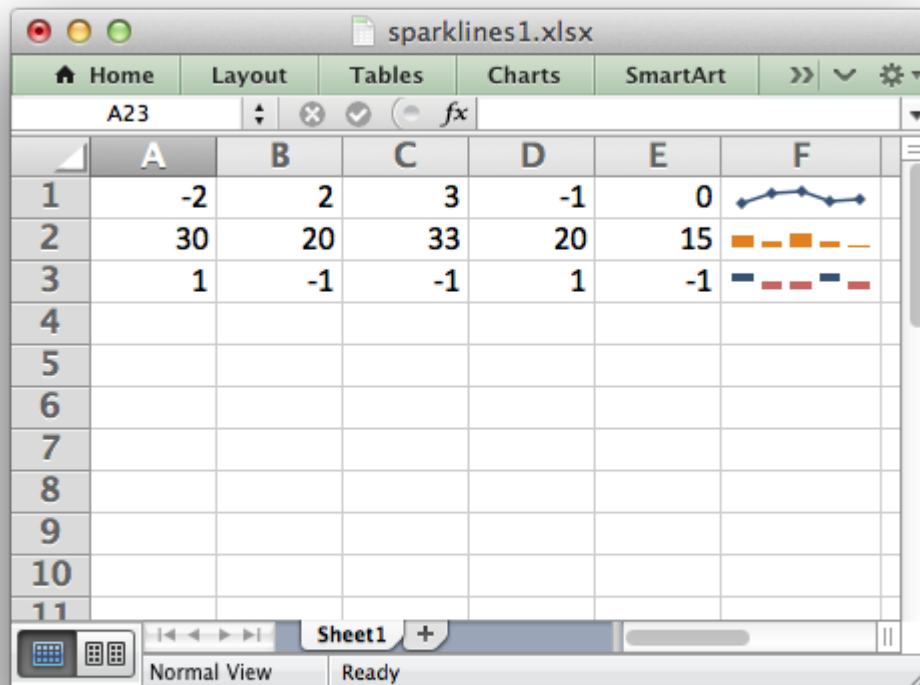 sparklines1.xlsx
Home Layout Tables Charts SmartArt
A23 fx
A B C D E F
1 -2 2 3 -1 0
2 30 20 33 20 15
3 1 -1 -1 1 -1
4
5
6
7
8
9
10
11
Sheet1 +
Normal View Ready